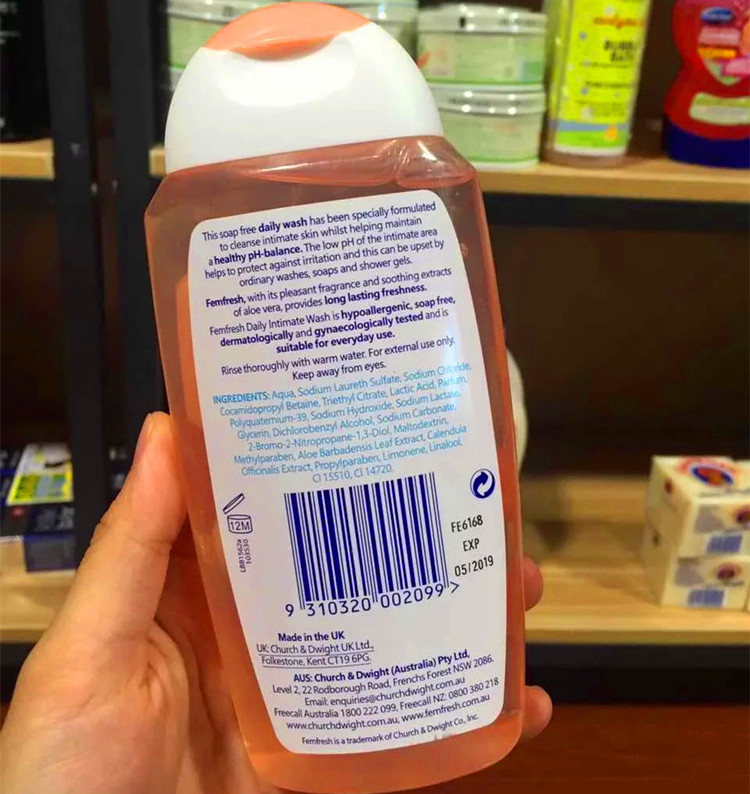 This soap free daily wash has been specially formulated
to cleanse intimate skin whilst helping maintain
a healthy pH-balance. The low pH of the intimate area
helps to protect against irritation and this can be upset by
ordinary washes, soaps and shower gels.
Femfresh, with its pleasant fragrance and soothing extracts
of aloe vera, provides long lasting freshness.
Femfresh Daily Intimate Wash is hypoallergenic, soap free,
dermatologically and gynaecologically tested and is
suitable for everyday use.
Rinse thoroughly with warm water. For external use only.
Keep away from eyes.
INGREDIENTS: Aqua, Sodium Laureth Sulfate, Sodium Chloride,
Cocamidopropyl Betaine, Triethyl Citrate, Lactic Acid, Parfum,
Polyquaternium-39, Sodium Hydroxide, Sodium Lactate,
Glycerin, Dichlorobenzyl Alcohol, Sodium Carbonate,
2-Bromo-2-Nitropropane-1,3-Diol, Maltodextrin,
Methylparaben, Aloe Barbadensis Leaf Extract, Calendula
Officinalis Extract, Propylparaben, Limonene, Linalool,
CI 15510, CI 14720.
12M
LBB1562a
103530
FE6168
EXP
05/2019
9 310320 002099 >
Made in the UK
UK: Church & Dwight UK Ltd.,
Folkestone, Kent CT19 6PG.
AUS: Church & Dwight (Australia) Pty Ltd,
Level 2, 22 Rodborough Road, Frenchs Forest NSW 2086.
Email: enquiries@churchdwight.com.au
Freecall Australia 1800 222 099, Freecall NZ: 0800 380 218
www.churchdwight.com.au, www.femfresh.com.au
Femfresh is a trademark of Church & Dwight Co., Inc.
BUBBLE
BATH